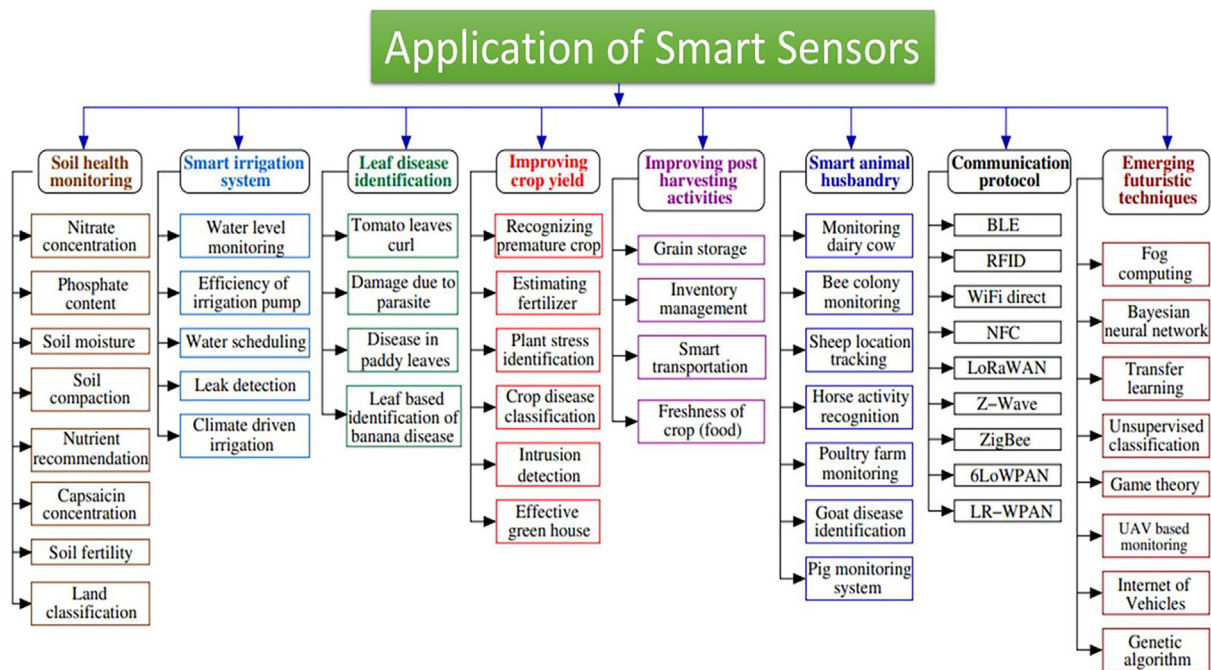 Application of Smart Sensors
Soil health
monitoring
Nitrate
concentration
Phosphate
content
Soil moisture
Soil
compaction
Nutrient
recommendation
Capsaicin
concentration
Soil fertility
Land
classification
Smart irrigation
system
Water level
monitoring
Efficiency of
irrigation pump
Water scheduling
Leak detection
Climate driven
irrigation
Leaf disease
identification
Tomato leaves
curl
Damage due to
parasite
Disease in
paddy leaves
Leaf based
identification of
banana disease
Improving
crop yield
Recognizing
premature crop
Estimating
fertilizer
Plant stress
identification
Crop disease
classification
Intrusion
detection
Effective
green house
Improving post
harvesting
activities
Grain storage
Inventory
management
Smart
transportation
Freshness of
crop (food)
Smart animal
husbandry
Monitoring
dairy cow
Bee colony
monitoring
Sheep location
tracking
Horse activity
recognition
Poultry farm
monitoring
Goat disease
identification
Pig monitoring
system
Communication
protocol
BLE
RFID
WiFi direct
NFC
LoRaWAN
Z-Wave
ZigBee
6LoWPAN
LR-WPAN
Emerging
futuristic
techniques
Fog
computing
Bayesian
neural network
Transfer
learning
Unsupervised
classification
Game theory
UAV based
monitoring
Internet of
Vehicles
Genetic
algorithm